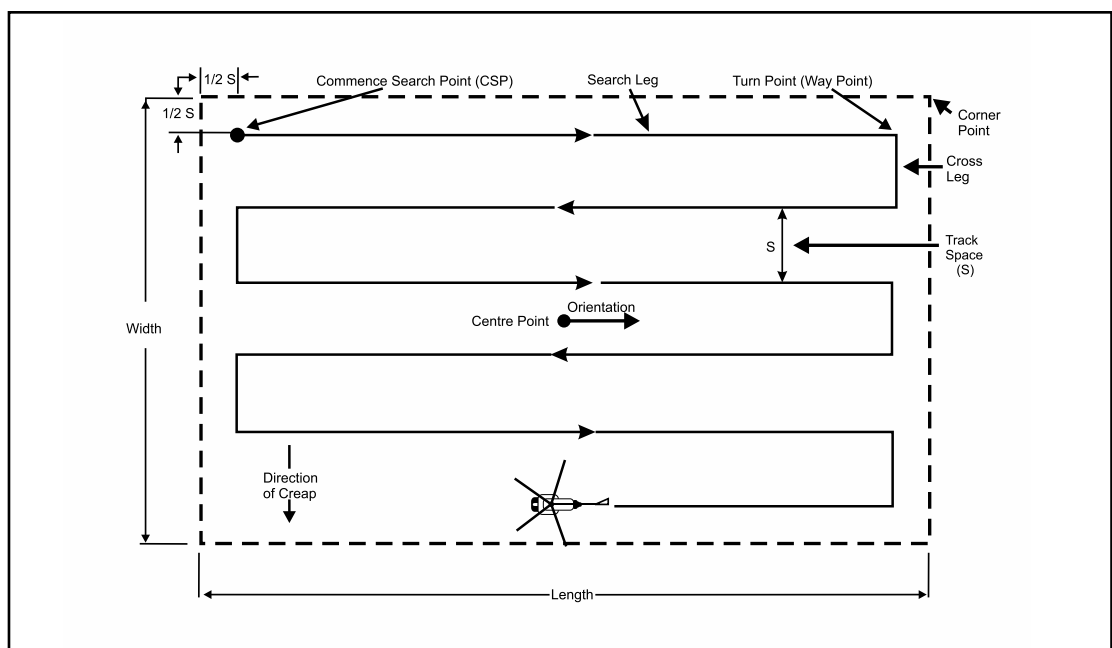 1/2 S
Commence Search Point (CSP)
Search Leg
Turn Point (Way Point)
1/2 S
Corner
Point
Cross
Leg
S
Track
Space
(S)
Orientation
Centre Point
Width
Direction
of Creap
Length